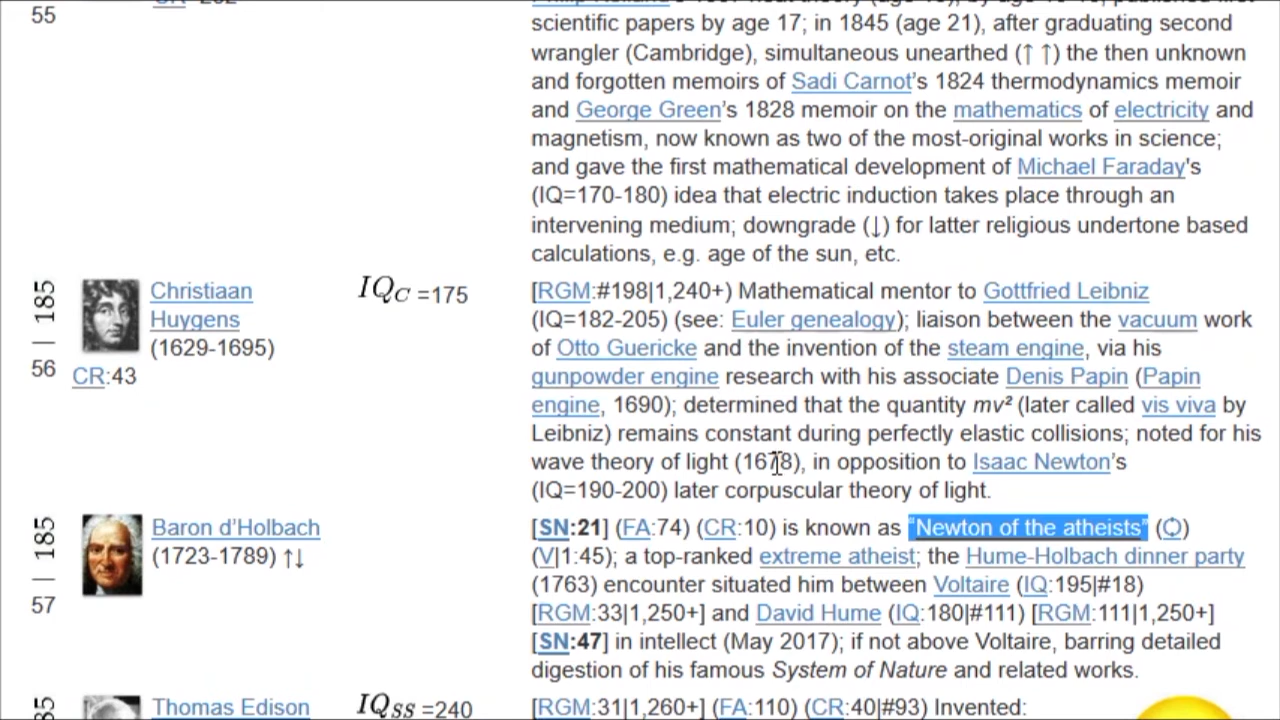 55
scientific papers by age 17; in 1845 (age 21), after graduating second
wrangler (Cambridge), simultaneous unearthed (↑ ↑) the then unknown
and forgotten memoirs of Sadi Carnot's 1824 thermodynamics memoir
and George Green's 1828 memoir on the mathematics of electricity and
magnetism, now known as two of the most-original works in science;
and gave the first mathematical development of Michael Faraday's
(IQ=170-180) idea that electric induction takes place through an
intervening medium; downgrade (↓) for latter religious undertone based
calculations, e.g. age of the sun, etc.
185 | 56
Christiaan
Huygens
(1629-1695)
CR:43
IQC =175
[RGM:#198|1,240+) Mathematical mentor to Gottfried Leibniz
(IQ=182-205) (see: Euler genealogy); liaison between the vacuum work
of Otto Guericke and the invention of the steam engine, via his
gunpowder engine research with his associate Denis Papin (Papin
engine, 1690); determined that the quantity mv² (later called vis viva by
Leibniz) remains constant during perfectly elastic collisions; noted for his
wave theory of light (1678), in opposition to Isaac Newton's
(IQ=190-200) later corpuscular theory of light.
185 | 57
Baron d'Holbach
(1723-1789) ↑↓
[SN:21] (FA:74) (CR:10) is known as “Newton of the atheists” (🗘)
(V|1:45); a top-ranked extreme atheist; the Hume-Holbach dinner party
(1763) encounter situated him between Voltaire (IQ:195|#18)
[RGM:33|1,250+] and David Hume (IQ:180|#111) [RGM:111|1,250+]
[SN:47] in intellect (May 2017); if not above Voltaire, barring detailed
digestion of his famous System of Nature and related works.
Thomas Edison
IQSS =240
[RGM:31|1,260+] (FA:110) (CR:40|#93) Invented: